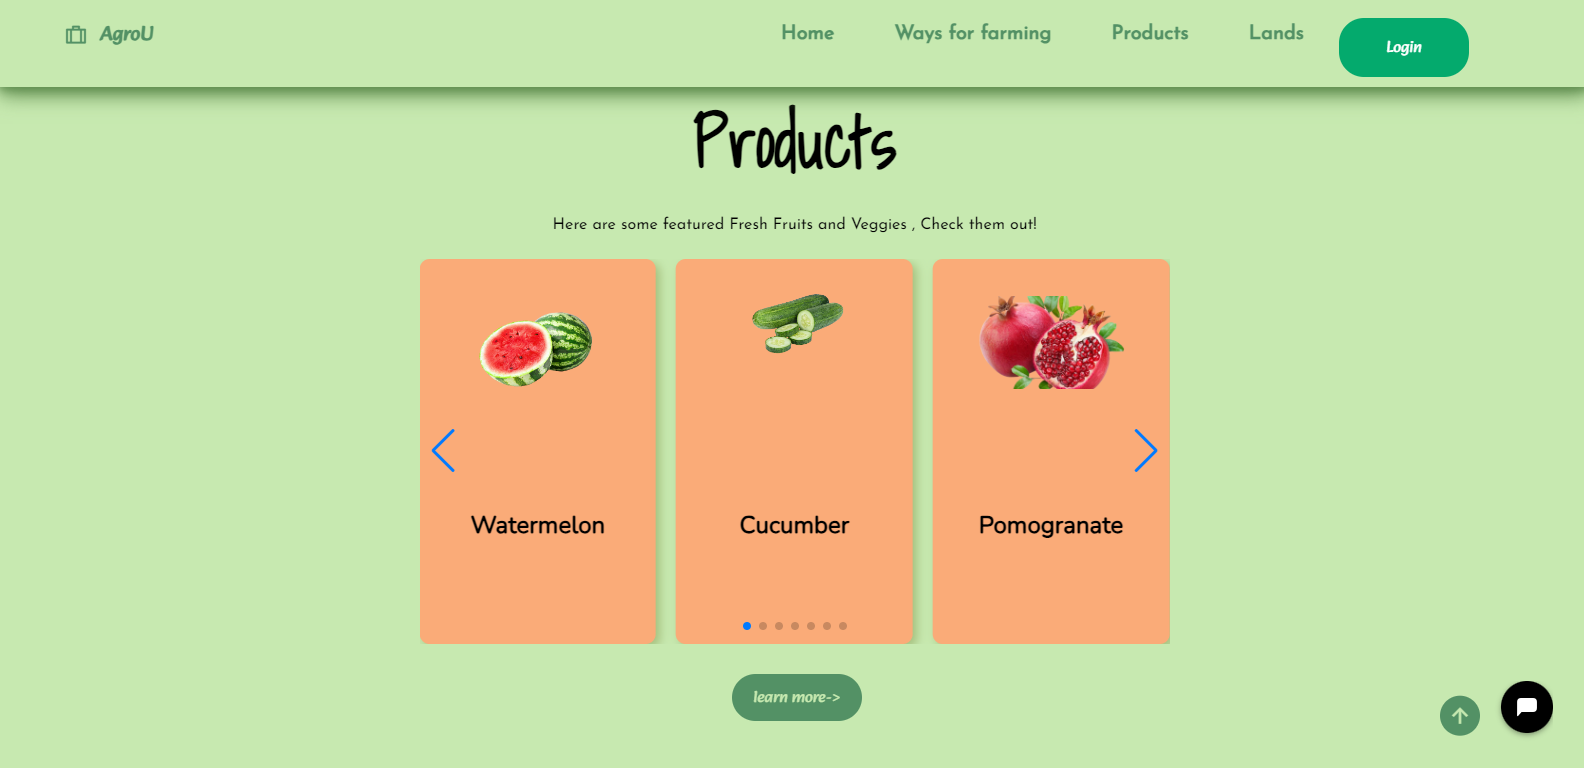 AgroU
Home Ways for farming Products Lands Login
Products
Here are some featured Fresh Fruits and Veggies , Check them out!
Watermelon Cucumber Pomogranate
learn more->